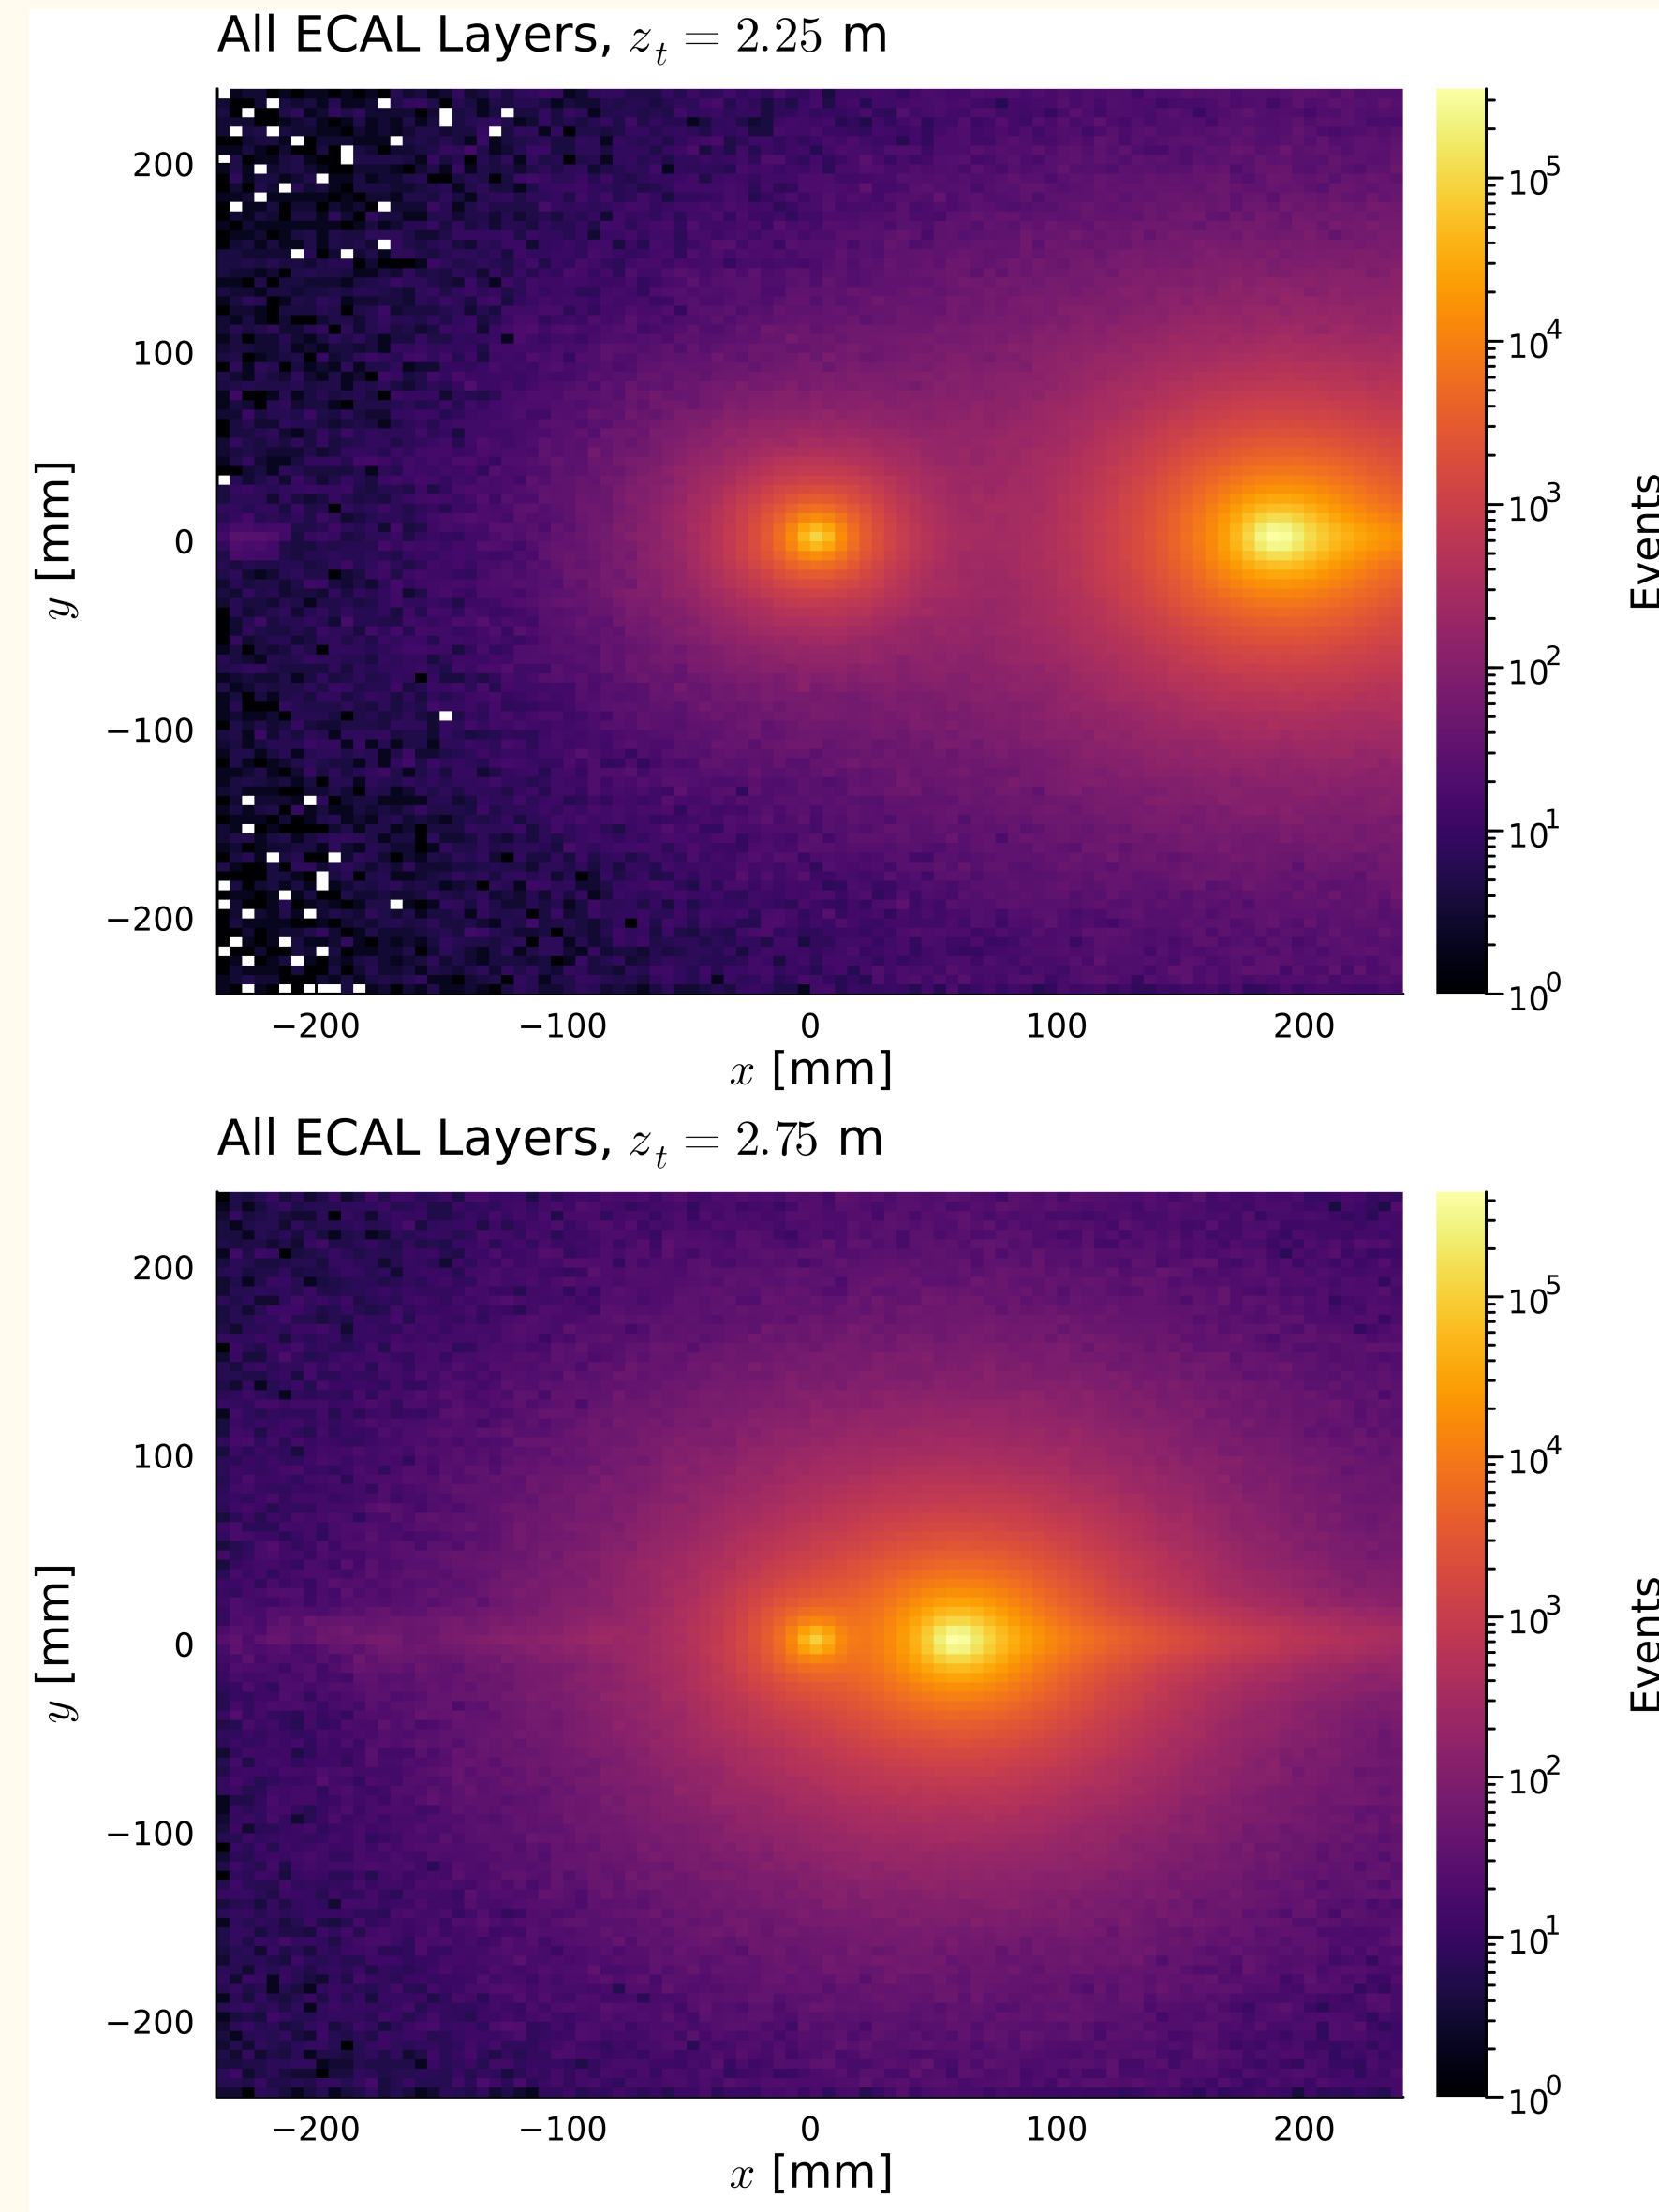 All ECAL Layers, z_t = 2.25 m
200
100
0
−100
−200
y [mm]
−200 −100 0 100 200
x [mm]
10^5
10^4
10^3
10^2
10^1
10^0
Events
All ECAL Layers, z_t = 2.75 m
200
100
0
−100
−200
y [mm]
−200 −100 0 100 200
x [mm]
10^5
10^4
10^3
10^2
10^1
10^0
Events